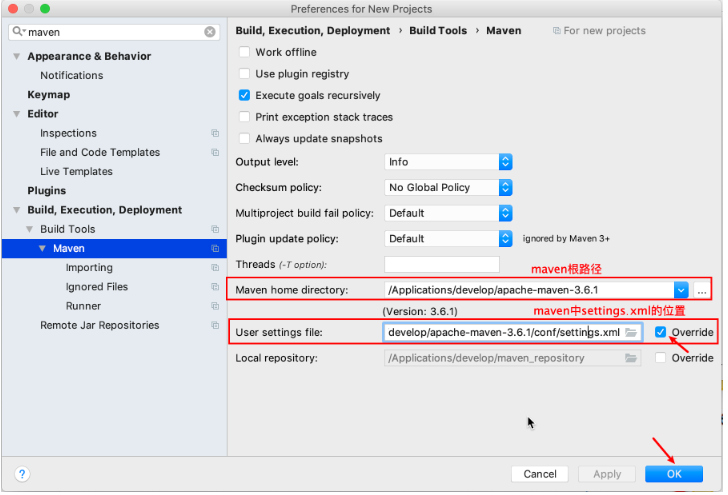 Preferences for New Projects
maven
Appearance & Behavior
Notifications
Keymap
Editor
Inspections
File and Code Templates
Live Templates
Plugins
Build, Execution, Deployment
Build Tools
Maven
Importing
Ignored Files
Runner
Remote Jar Repositories
Build, Execution, Deployment › Build Tools › Maven For new projects
Work offline
Use plugin registry
Execute goals recursively
Print exception stack traces
Always update snapshots
Output level: Info
Checksum policy: No Global Policy
Multiproject build fail policy: Default
Plugin update policy: Default ignored by Maven 3+
Threads (-T option):
maven根路径
Maven home directory: /Applications/develop/apache-maven-3.6.1 ...
(Version: 3.6.1)
maven中settings.xml的位置
User settings file: develop/apache-maven-3.6.1/conf/settings.xml Override
Local repository: /Applications/develop/maven_repository Override
? Cancel Apply OK